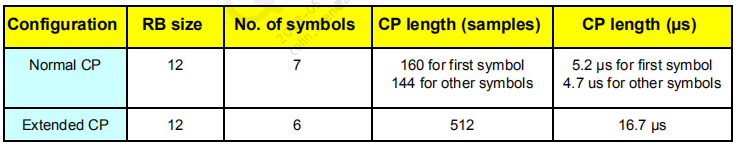 Configuration RB size No. of symbols CP length (samples) CP length (µs)
Normal CP 12 7 160 for first symbol 5.2 µs for first symbol
144 for other symbols 4.7 us for other symbols
Extended CP 12 6 512 16.7 µs